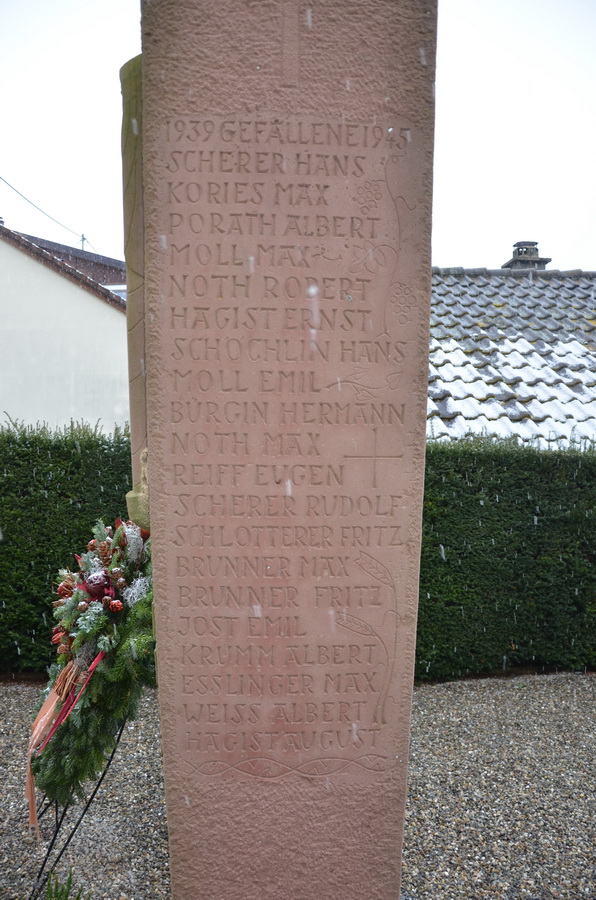 1939 GEFALLENE 1945
SCHERER HANS
KORIES MAX
PORATH ALBERT
MOLL MAX
NOTH ROBERT
HAGIST ERNST
SCHÖCHLIN HANS
MOLL EMIL
BÜRGIN HERMANN
NOTH MAX
REIFF EUGEN
SCHERER RUDOLF
SCHLOTTERER FRITZ
BRUNNER MAX
BRUNNER FRITZ
JOST EMIL
KRUMM ALBERT
ESSLINGER MAX
WEISS ALBERT
HAGIST AUGUST